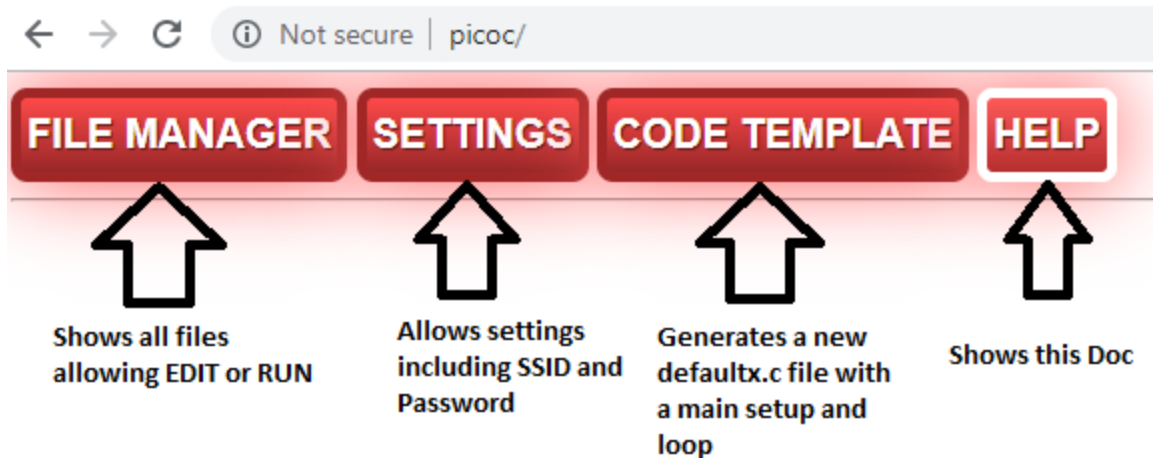 Not secure | picoc/
FILE MANAGER SETTINGS CODE TEMPLATE HELP
Shows all files
allowing EDIT or RUN
Allows settings
including SSID and
Password
Generates a new
defaultx.c file with
a main setup and
loop
Shows this Doc